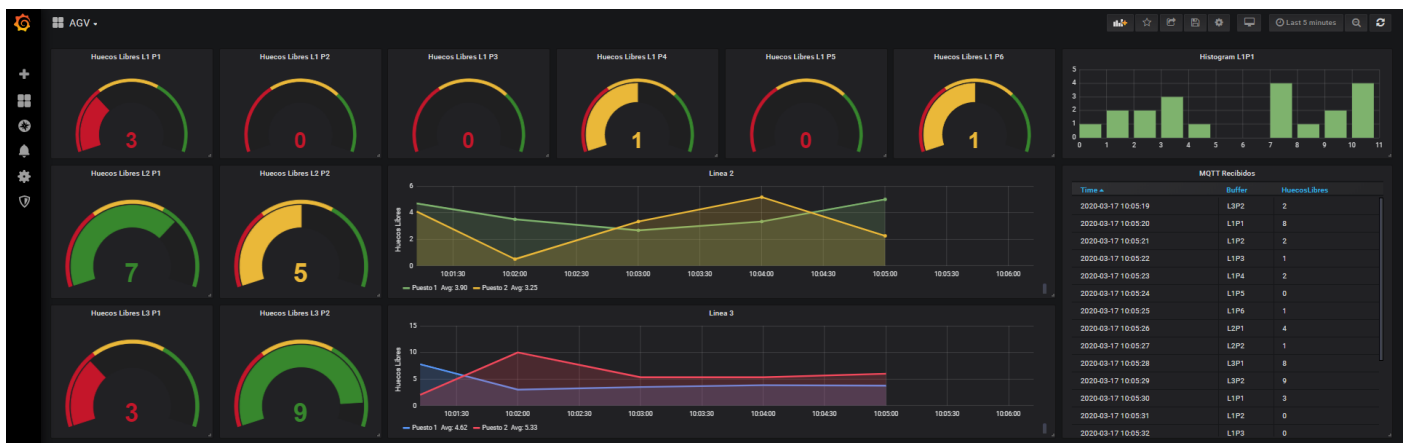 AGV
Last 5 minutes
Huecos Libres L1 P1
3
Huecos Libres L1 P2
0
Huecos Libres L1 P3
0
Huecos Libres L1 P4
1
Huecos Libres L1 P5
0
Huecos Libres L1 P6
1
Histogram L1P1
5
4
3
2
1
0
0 1 2 3 4 5 6 7 8 9 10 11
Huecos Libres L2 P1
7
Huecos Libres L2 P2
5
Linea 2
Huecos Libres
6
4
2
0
10:01:30 10:02:00 10:02:30 10:03:00 10:03:30 10:04:00 10:04:30 10:05:00 10:05:30 10:06:00
Puesto 1 Avg: 3.90 Puesto 2 Avg: 3.25
MQTT Recibidos
Time Buffer HuecosLibres
2020-03-17 10:05:19 L3P2 2
2020-03-17 10:05:20 L1P1 8
2020-03-17 10:05:21 L1P2 2
2020-03-17 10:05:22 L1P3 1
2020-03-17 10:05:23 L1P4 2
2020-03-17 10:05:24 L1P5 0
2020-03-17 10:05:25 L1P6 1
2020-03-17 10:05:26 L2P1 4
2020-03-17 10:05:27 L2P2 1
2020-03-17 10:05:28 L3P1 8
2020-03-17 10:05:29 L3P2 9
2020-03-17 10:05:30 L1P1 3
2020-03-17 10:05:31 L1P2 0
2020-03-17 10:05:32 L1P3 0
Huecos Libres L3 P1
3
Huecos Libres L3 P2
9
Linea 3
Huecos Libres
15
10
5
0
10:01:30 10:02:00 10:02:30 10:03:00 10:03:30 10:04:00 10:04:30 10:05:00 10:05:30 10:06:00
Puesto 1 Avg: 4.62 Puesto 2 Avg: 5.33